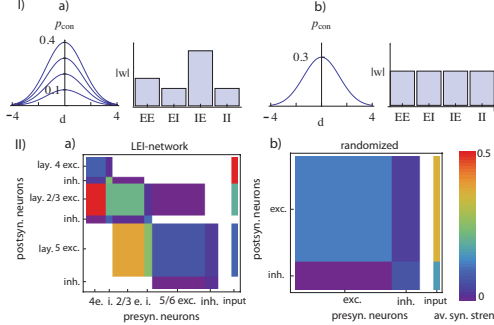 I) a) b)
p_con p_con
0.4
0.1
0.3
|w| |w|
−4 0 4 EE EI IE II −4 0 4 EE EI IE II
d d
II) a) LEI-network b) randomized
lay. 4 exc.
inh.
lay. 2/3 exc.
inh.
lay. 5 exc.
inh.
postsyn. neurons
4e. i. 2/3 e. i. 5/6 exc. inh. input
presyn. neurons
exc.
inh.
postsyn. neurons
exc. inh. input
presyn. neurons
0.5
0
av. syn. stren